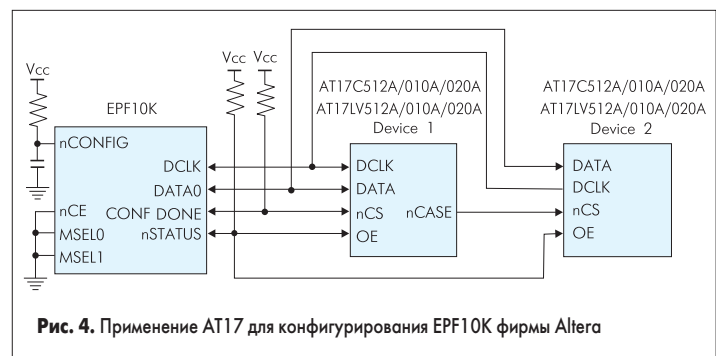 Vcc
Vcc Vcc
EPF10K
nCONFIG
DCLK
DATA0
nCE
CONF DONE
MSEL0
nSTATUS
MSEL1
AT17C512A/010A/020A
AT17LV512A/010A/020A
Device 1
DCLK
DATA
nCS nCASE
OE
AT17C512A/010A/020A
AT17LV512A/010A/020A
Device 2
DATA
DCLK
nCS
OE
Рис. 4. Применение AT17 для конфигурирования EPF10K фирмы Altera